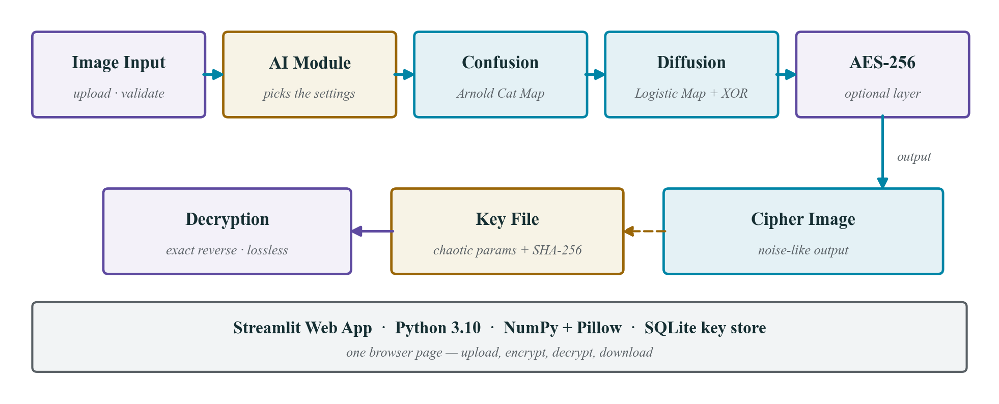 Image Input
upload · validate
AI Module
picks the settings
Confusion
Arnold Cat Map
Diffusion
Logistic Map + XOR
AES-256
optional layer
output
Decryption
exact reverse · lossless
Key File
chaotic params + SHA-256
Cipher Image
noise-like output
Streamlit Web App · Python 3.10 · NumPy + Pillow · SQLite key store
one browser page — upload, encrypt, decrypt, download